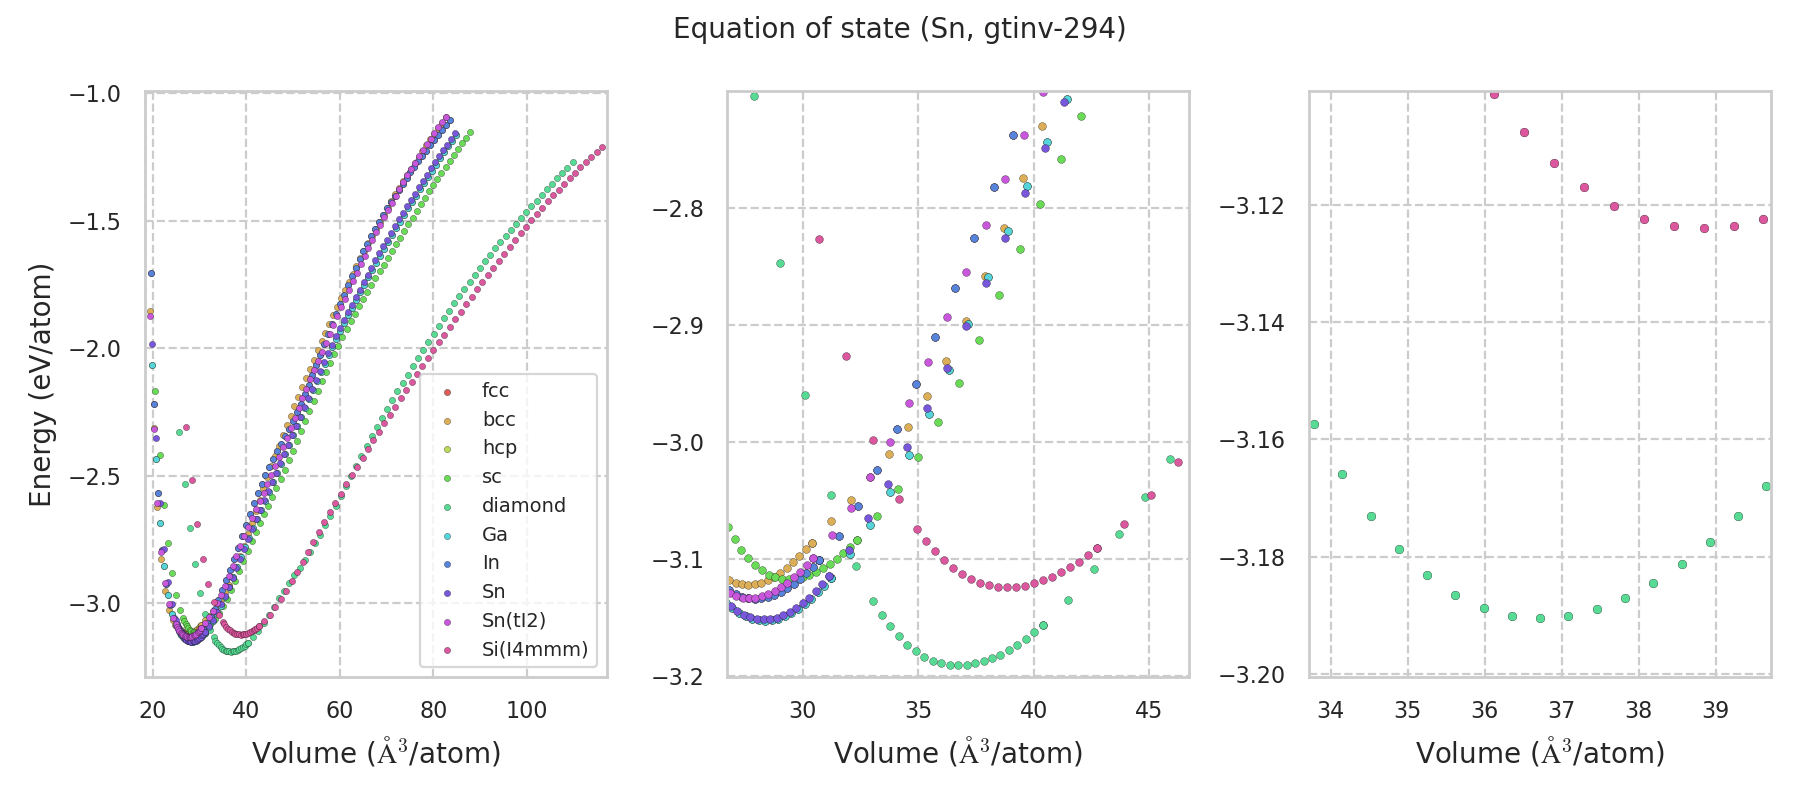 Equation of state (Sn, gtinv-294)
Energy (eV/atom)
−1.0
−1.5
−2.0
−2.5
−3.0
20 40 60 80 100
Volume (Å³/atom)
fcc
bcc
hcp
sc
diamond
Ga
In
Sn
Sn(tI2)
Si(I4mmm)
−2.8
−2.9
−3.0
−3.1
−3.2
30 35 40 45
Volume (Å³/atom)
−3.12
−3.14
−3.16
−3.18
−3.20
34 35 36 37 38 39
Volume (Å³/atom)